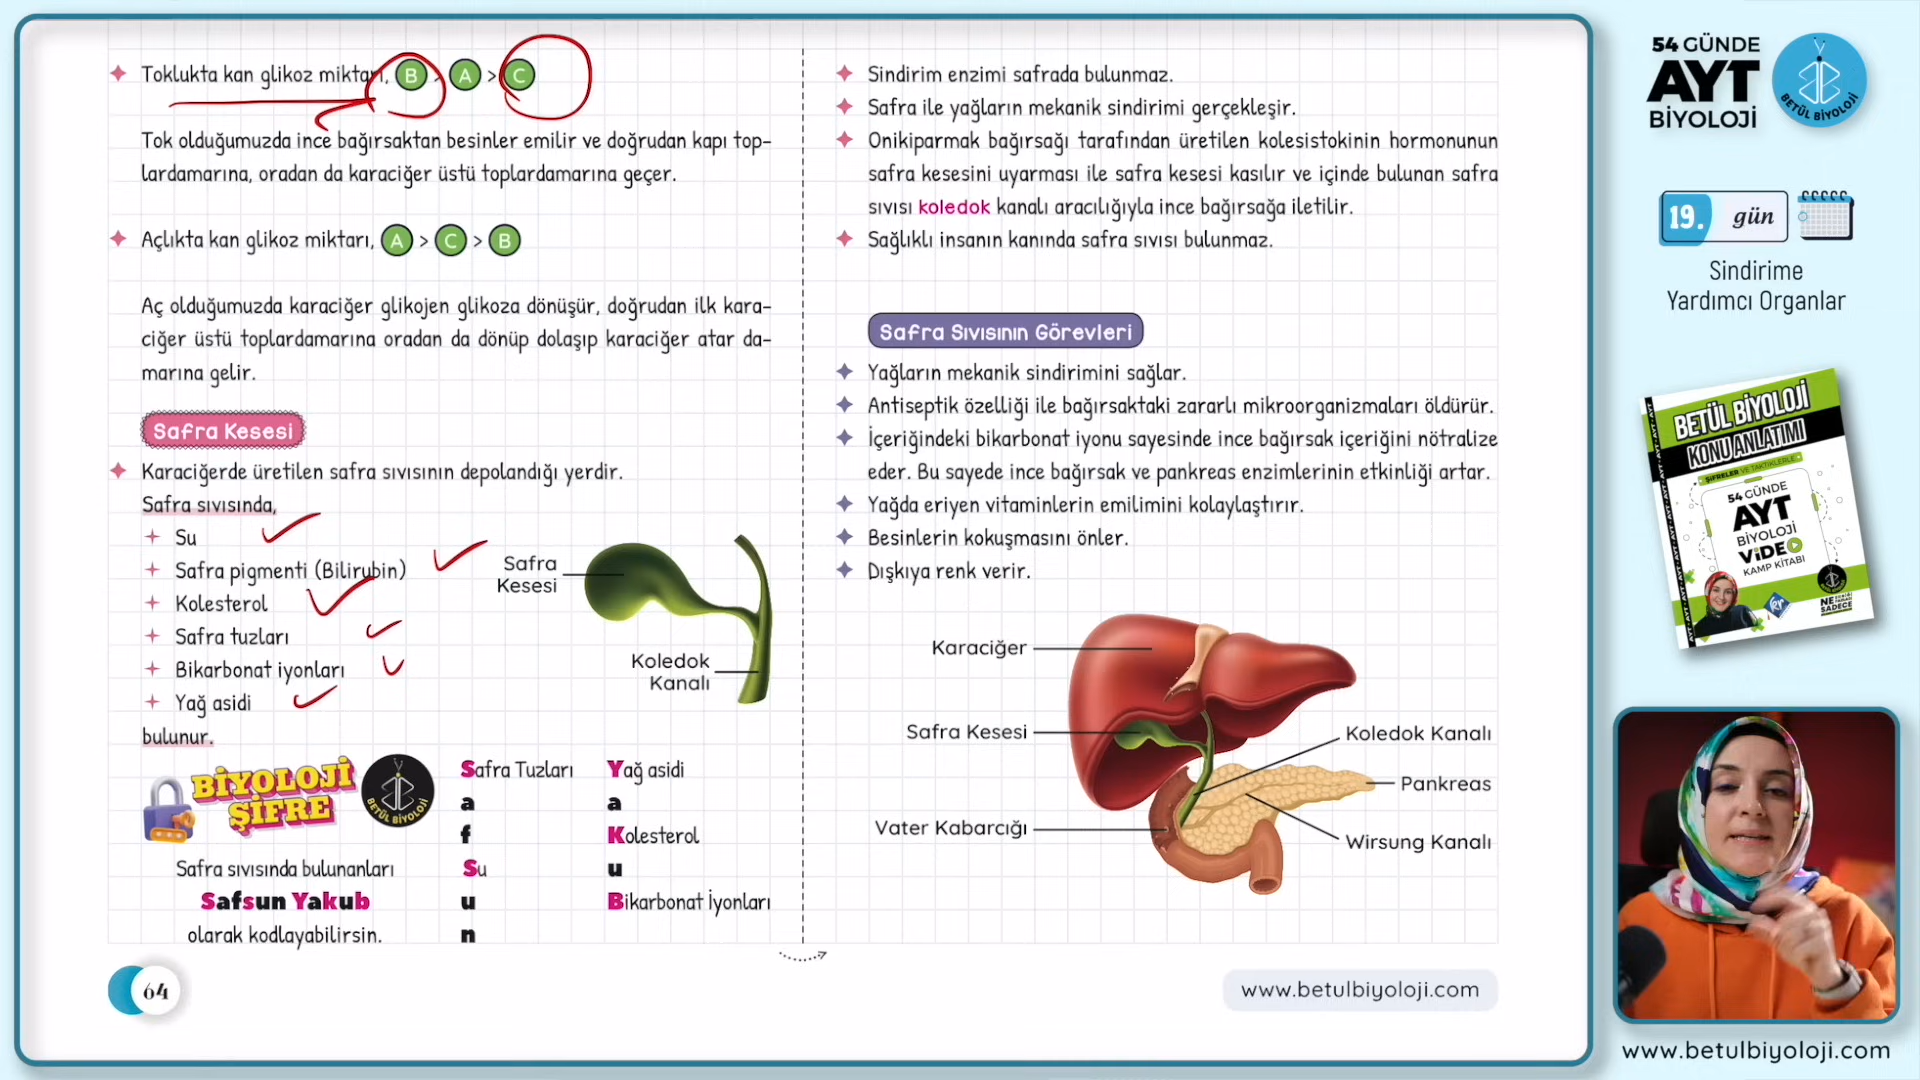 Toklukta kan glikoz miktarı, B > A > C
Tok olduğumuzda ince bağırsaktan besinler emilir ve doğrudan kapı top-
lardamarına, oradan da karaciğer üstü toplardamarına geçer.
Açlıkta kan glikoz miktarı, A > C > B
Aç olduğumuzda karaciğer glikojen glikoza dönüşür, doğrudan ilk kara-
ciğer üstü toplardamarına oradan da dönüp dolaşıp karaciğer atar da-
marına gelir.
Safra Kesesi
Karaciğerde üretilen safra sıvısının depolandığı yerdir.
Safra sıvısında,
Su
Safra pigmenti (Bilirubin)
Kolesterol
Safra tuzları
Bikarbonat iyonları
Yağ asidi
bulunur.
Safra
Kesesi
Koledok
Kanalı
BİYOLOJİ
ŞİFRE
BETÜL BİYOLOJİ
Safra sıvısında bulunanları
Safsun Yakub
olarak kodlayabilirsin.
Safra Tuzları
a
f
Su
u
n
Yağ asidi
a
Kolesterol
u
Bikarbonat İyonları
64
Sindirim enzimi safrada bulunmaz.
Safra ile yağların mekanik sindirimi gerçekleşir.
Onikiparmak bağırsağı tarafından üretilen kolesistokinin hormonunun
safra kesesini uyarması ile safra kesesi kasılır ve içinde bulunan safra
sıvısı koledok kanalı aracılığıyla ince bağırsağa iletilir.
Sağlıklı insanın kanında safra sıvısı bulunmaz.
Safra Sıvısının Görevleri
Yağların mekanik sindirimini sağlar.
Antiseptik özelliği ile bağırsaktaki zararlı mikroorganizmaları öldürür.
İçeriğindeki bikarbonat iyonu sayesinde ince bağırsak içeriğini nötralize
eder. Bu sayede ince bağırsak ve pankreas enzimlerinin etkinliği artar.
Yağda eriyen vitaminlerin emilimini kolaylaştırır.
Besinlerin kokuşmasını önler.
Dışkıya renk verir.
Karaciğer
Safra Kesesi
Vater Kabarcığı
Koledok Kanalı
Pankreas
Wirsung Kanalı
www.betulbiyoloji.com
54 GÜNDE
AYT
BİYOLOJİ
BETÜL BİYOLOJİ
19. gün
Sindirime
Yardımcı Organlar
BETÜL BİYOLOJİ
KONU ANLATIMI
ŞİFRELER VE TAKTİKLERLE
54 GÜNDE
AYT
BİYOLOJİ
VİDEO
KAMP KİTABI
www.betulbiyoloji.com